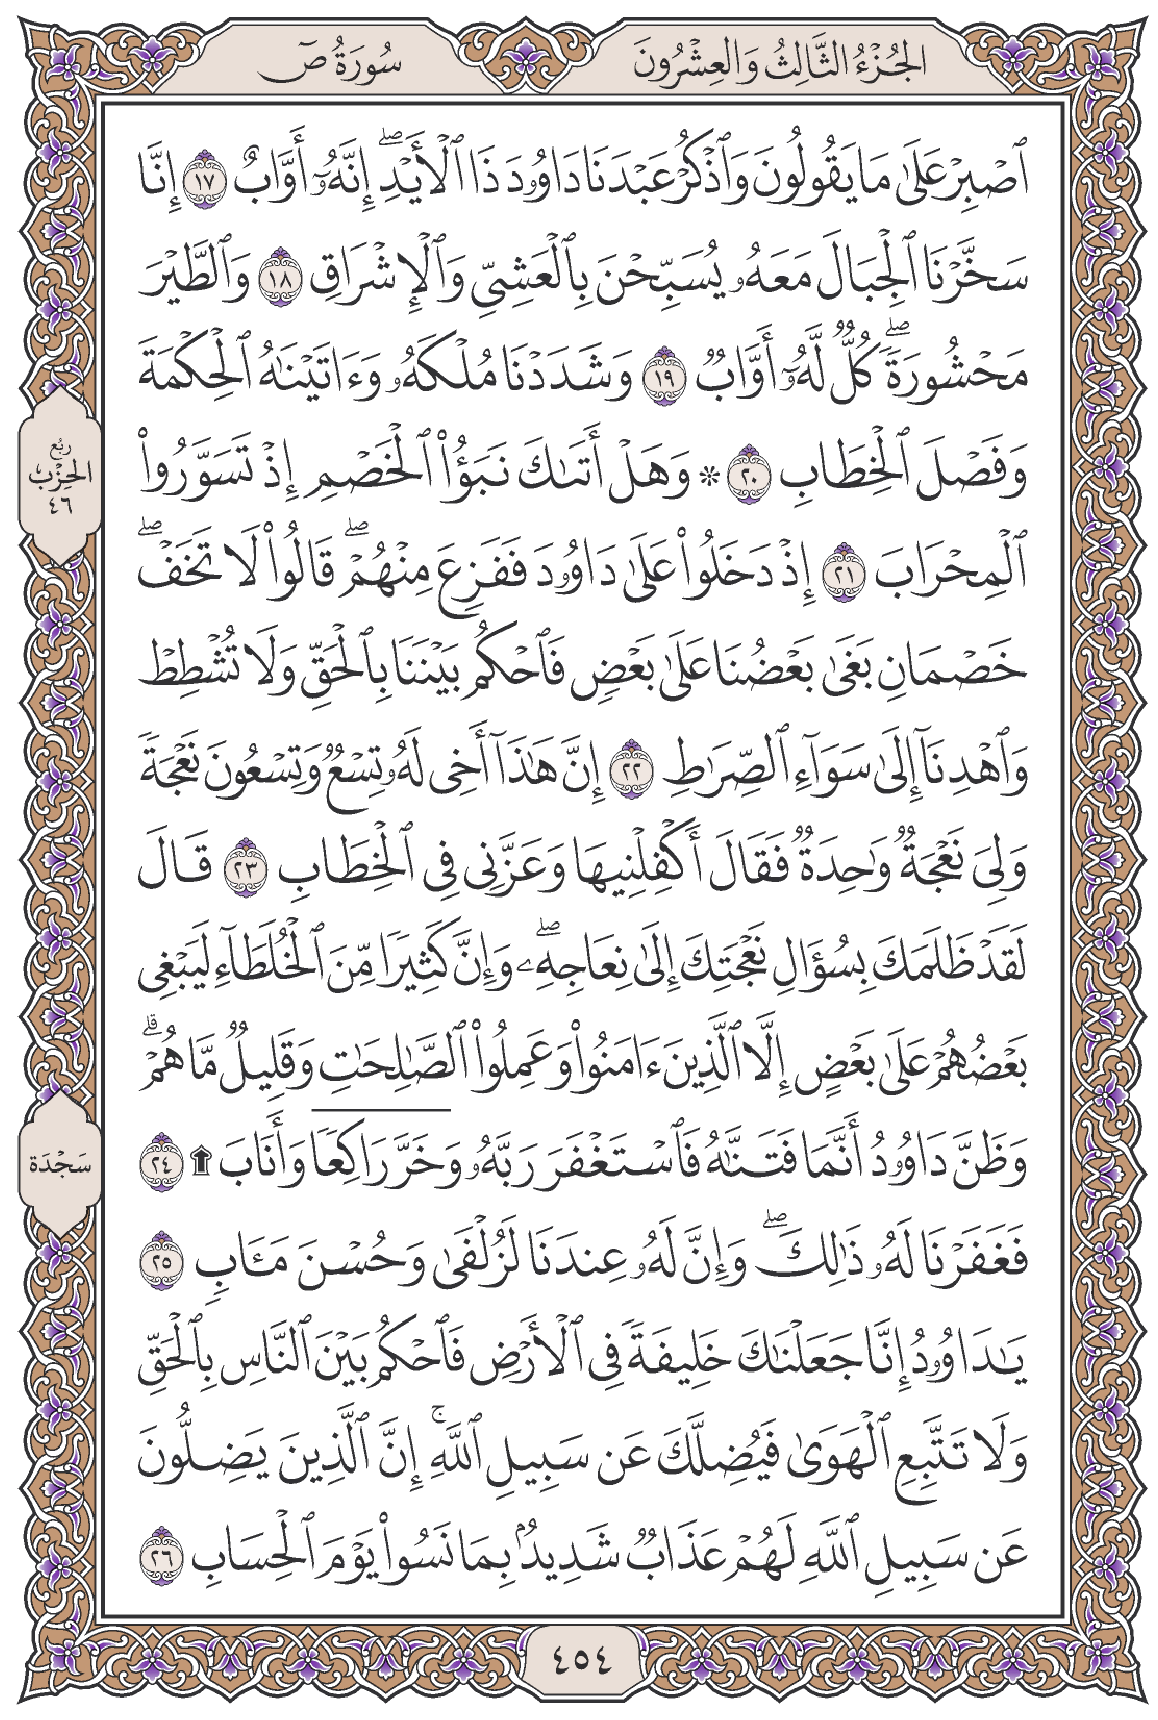 الجُزْءُ الثَّالِثُ وَالعِشْرُونَ
سُورَةُ صٓ
ٱصۡبِرۡ عَلَىٰ مَا يَقُولُونَ وَٱذۡكُرۡ عَبۡدَنَا دَاوُۥدَ ذَا ٱلۡأَيۡدِۖ إِنَّهُۥٓ أَوَّابٌ ١٧ إِنَّا
سَخَّرۡنَا ٱلۡجِبَالَ مَعَهُۥ يُسَبِّحۡنَ بِٱلۡعَشِيِّ وَٱلۡإِشۡرَاقِ ١٨ وَٱلطَّيۡرَ
مَحۡشُورَةٗۖ كُلّٞ لَّهُۥٓ أَوَّابٞ ١٩ وَشَدَدۡنَا مُلۡكَهُۥ وَءَاتَيۡنَٰهُ ٱلۡحِكۡمَةَ
وَفَصۡلَ ٱلۡخِطَابِ ٢٠ ۞ وَهَلۡ أَتَىٰكَ نَبَؤُاْ ٱلۡخَصۡمِ إِذۡ تَسَوَّرُواْ
ٱلۡمِحۡرَابَ ٢١ إِذۡ دَخَلُواْ عَلَىٰ دَاوُۥدَ فَفَزِعَ مِنۡهُمۡۖ قَالُواْ لَا تَخَفۡۖ
خَصۡمَانِ بَغَىٰ بَعۡضُنَا عَلَىٰ بَعۡضٖ فَٱحۡكُم بَيۡنَنَا بِٱلۡحَقِّ وَلَا تُشۡطِطۡ
وَٱهۡدِنَآ إِلَىٰ سَوَآءِ ٱلصِّرَٰطِ ٢٢ إِنَّ هَٰذَآ أَخِي لَهُۥ تِسۡعٞ وَتِسۡعُونَ نَعۡجَةٗ
وَلِيَ نَعۡجَةٞ وَٰحِدَةٞ فَقَالَ أَكۡفِلۡنِيهَا وَعَزَّنِي فِي ٱلۡخِطَابِ ٢٣ قَالَ
لَقَدۡ ظَلَمَكَ بِسُؤَالِ نَعۡجَتِكَ إِلَىٰ نِعَاجِهِۦۖ وَإِنَّ كَثِيرٗا مِّنَ ٱلۡخُلَطَآءِ لَيَبۡغِي
بَعۡضُهُمۡ عَلَىٰ بَعۡضٍ إِلَّا ٱلَّذِينَ ءَامَنُواْ وَعَمِلُواْ ٱلصَّٰلِحَٰتِ وَقَلِيلٞ مَّا هُمۡۗ
وَظَنَّ دَاوُۥدُ أَنَّمَا فَتَنَّٰهُ فَٱسۡتَغۡفَرَ رَبَّهُۥ وَخَرَّۤ رَاكِعٗاۤ وَأَنَابَ ۩ ٢٤
فَغَفَرۡنَا لَهُۥ ذَٰلِكَۖ وَإِنَّ لَهُۥ عِندَنَا لَزُلۡفَىٰ وَحُسۡنَ مَـَٔابٖ ٢٥
يَٰدَاوُۥدُ إِنَّا جَعَلۡنَٰكَ خَلِيفَةٗ فِي ٱلۡأَرۡضِ فَٱحۡكُم بَيۡنَ ٱلنَّاسِ بِٱلۡحَقِّ
وَلَا تَتَّبِعِ ٱلۡهَوَىٰ فَيُضِلَّكَ عَن سَبِيلِ ٱللَّهِۚ إِنَّ ٱلَّذِينَ يَضِلُّونَ
عَن سَبِيلِ ٱللَّهِ لَهُمۡ عَذَابٞ شَدِيدُۢ بِمَا نَسُواْ يَوۡمَ ٱلۡحِسَابِ ٢٦
رُبُع
الحِزْب
٤٦
سَجْدَة
٤٥٤